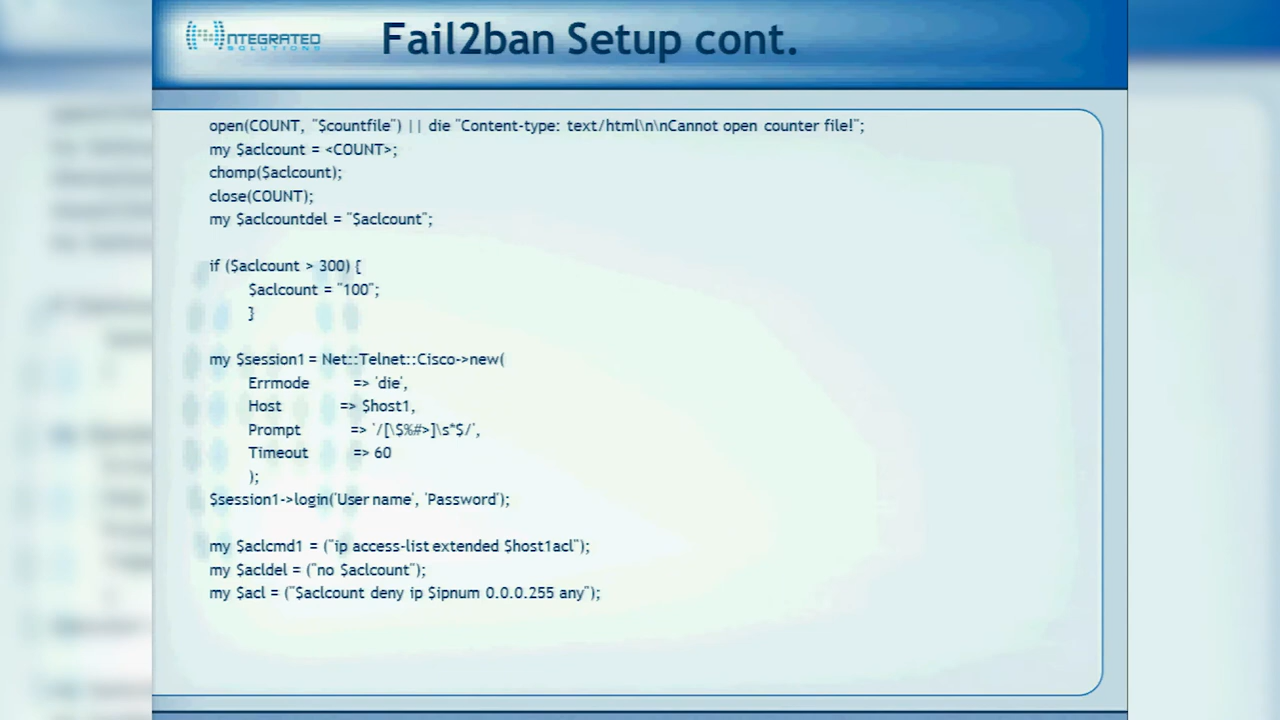 INTEGRATED
SOLUTIONS
Fail2ban Setup cont.
open(COUNT, "$countfile") || die "Content-type: text/html\n\nCannot open counter file!";
my $aclcount = <COUNT>;
chomp($aclcount);
close(COUNT);
my $aclcountdel = "$aclcount";
if ($aclcount > 300) {
$aclcount = "100";
}
my $session1 = Net::Telnet::Cisco->new(
Errmode => 'die',
Host => $host1,
Prompt => '/[\$%#>]\s*$/',
Timeout => 60
);
$session1->login('User name', 'Password');
my $aclcmd1 = ("ip access-list extended $host1acl");
my $acldel = ("no $aclcount");
my $acl = ("$aclcount deny ip $ipnum 0.0.0.255 any");